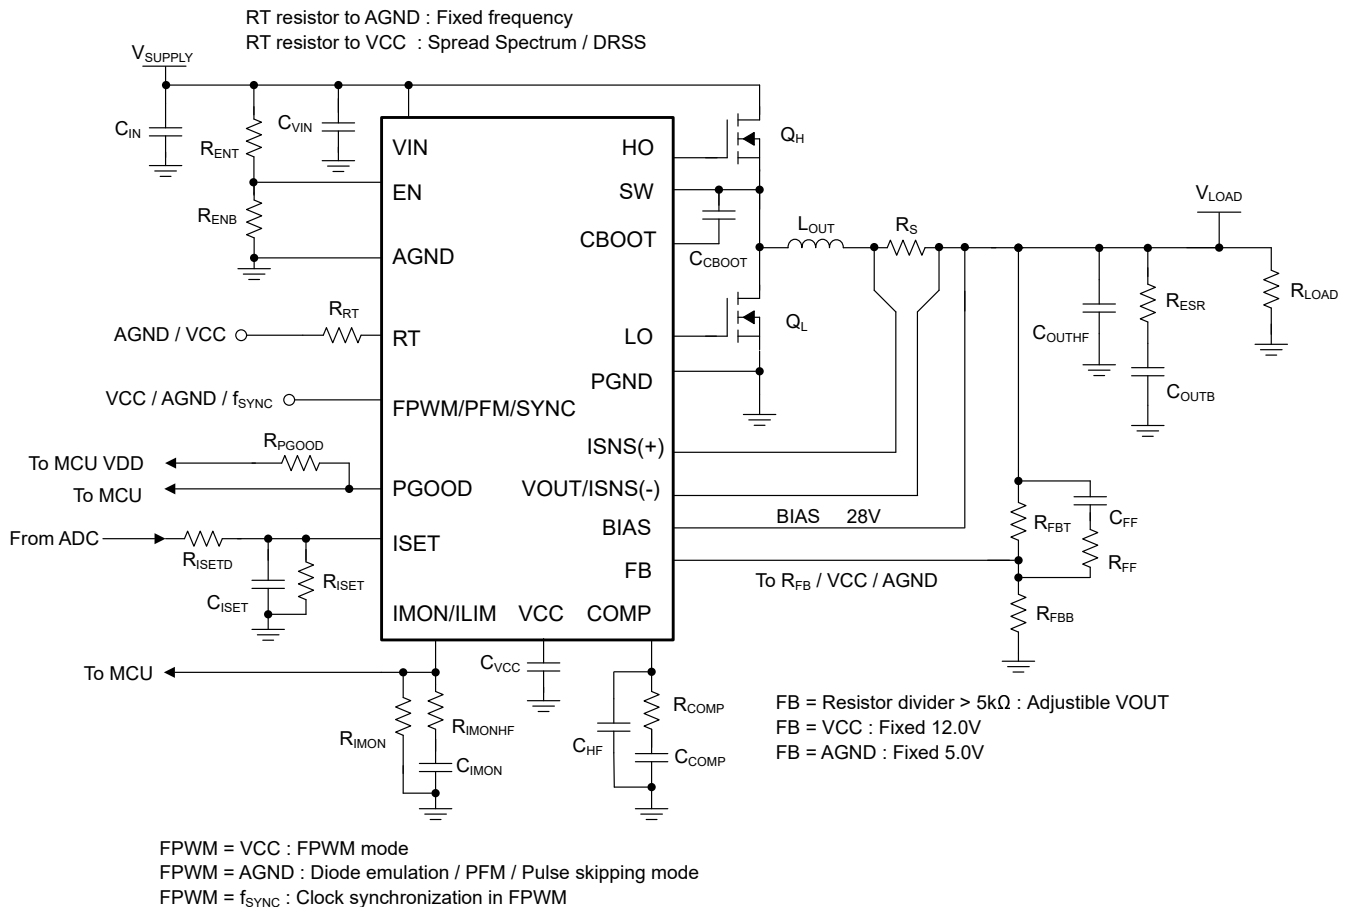 RT resistor to AGND : Fixed frequency
RT resistor to VCC : Spread Spectrum / DRSS
VSUPPLY
CIN
RENT
CVIN
RENB
VIN
EN
AGND
RT
FPWM/PFM/SYNC
PGOOD
ISET
IMON/ILIM
VCC
COMP
HO
SW
CBOOT
LO
PGND
ISNS(+)
VOUT/ISNS(-)
BIAS
FB
QH
CCBOOT
LOUT
RS
VLOAD
QL
COUTHF
RESR
COUTB
RLOAD
RRT
AGND / VCC
VCC / AGND / fSYNC
RPGOOD
To MCU VDD
To MCU
From ADC
RISETD
CISET
RISET
BIAS 28V
To RFB / VCC / AGND
RFBT
CFF
RFF
RFBB
To MCU
RIMON
RIMONHF
CIMON
CVCC
CHF
RCOMP
CCOMP
FB = Resistor divider > 5kΩ : Adjustible VOUT
FB = VCC : Fixed 12.0V
FB = AGND : Fixed 5.0V
FPWM = VCC : FPWM mode
FPWM = AGND : Diode emulation / PFM / Pulse skipping mode
FPWM = fSYNC : Clock synchronization in FPWM